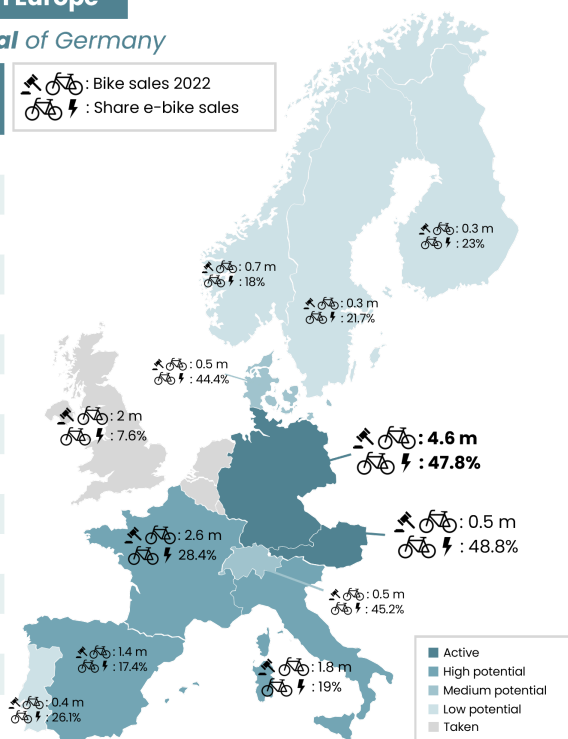 Europe
al of Germany
: Bike sales 2022
: Share e-bike sales
: 0.3 m
: 23%
: 0.7 m
: 18%
: 0.3 m
: 21.7%
: 0.5 m
: 44.4%
: 2 m
: 7.6%
: 4.6 m
: 47.8%
: 2.6 m
28.4%
: 0.5 m
: 48.8%
: 0.5 m
: 45.2%
: 1.4 m
: 17.4%
: 1.8 m
: 19%
: 0.4 m
: 26.1%
Active
High potential
Medium potential
Low potential
Taken